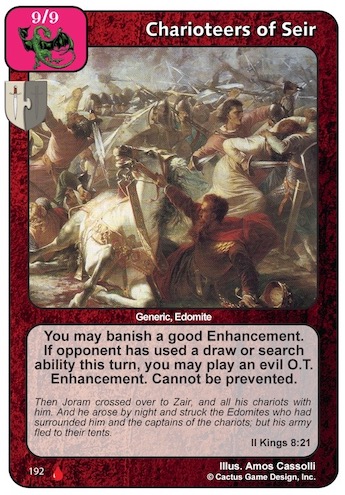 9/9
Charioteers of Seir
Generic, Edomite
You may banish a good Enhancement.
If opponent has used a draw or search
ability this turn, you may play an evil O.T.
Enhancement. Cannot be prevented.
Then Joram crossed over to Zair, and all his chariots with
him. And he arose by night and struck the Edomites who had
surrounded him and the captains of the chariots; but his army
fled to their tents.
II Kings 8:21
192
Illus. Amos Cassolli
© Cactus Game Design, Inc.